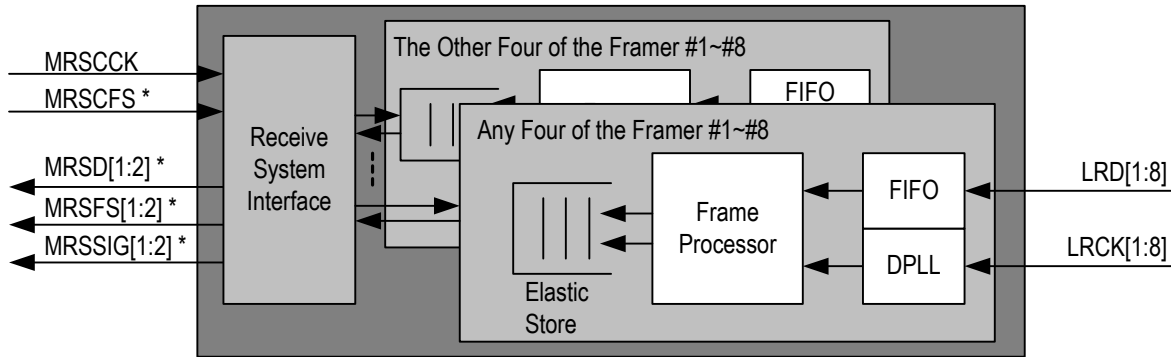 MRSCCK
MRSCFS *
MRSD[1:2] *
MRSFS[1:2] *
MRSSIG[1:2] *
Receive
System
Interface
The Other Four of the Framer #1~#8
FIFO
Any Four of the Framer #1~#8
Elastic
Store
Frame
Processor
FIFO
DPLL
LRD[1:8]
LRCK[1:8]